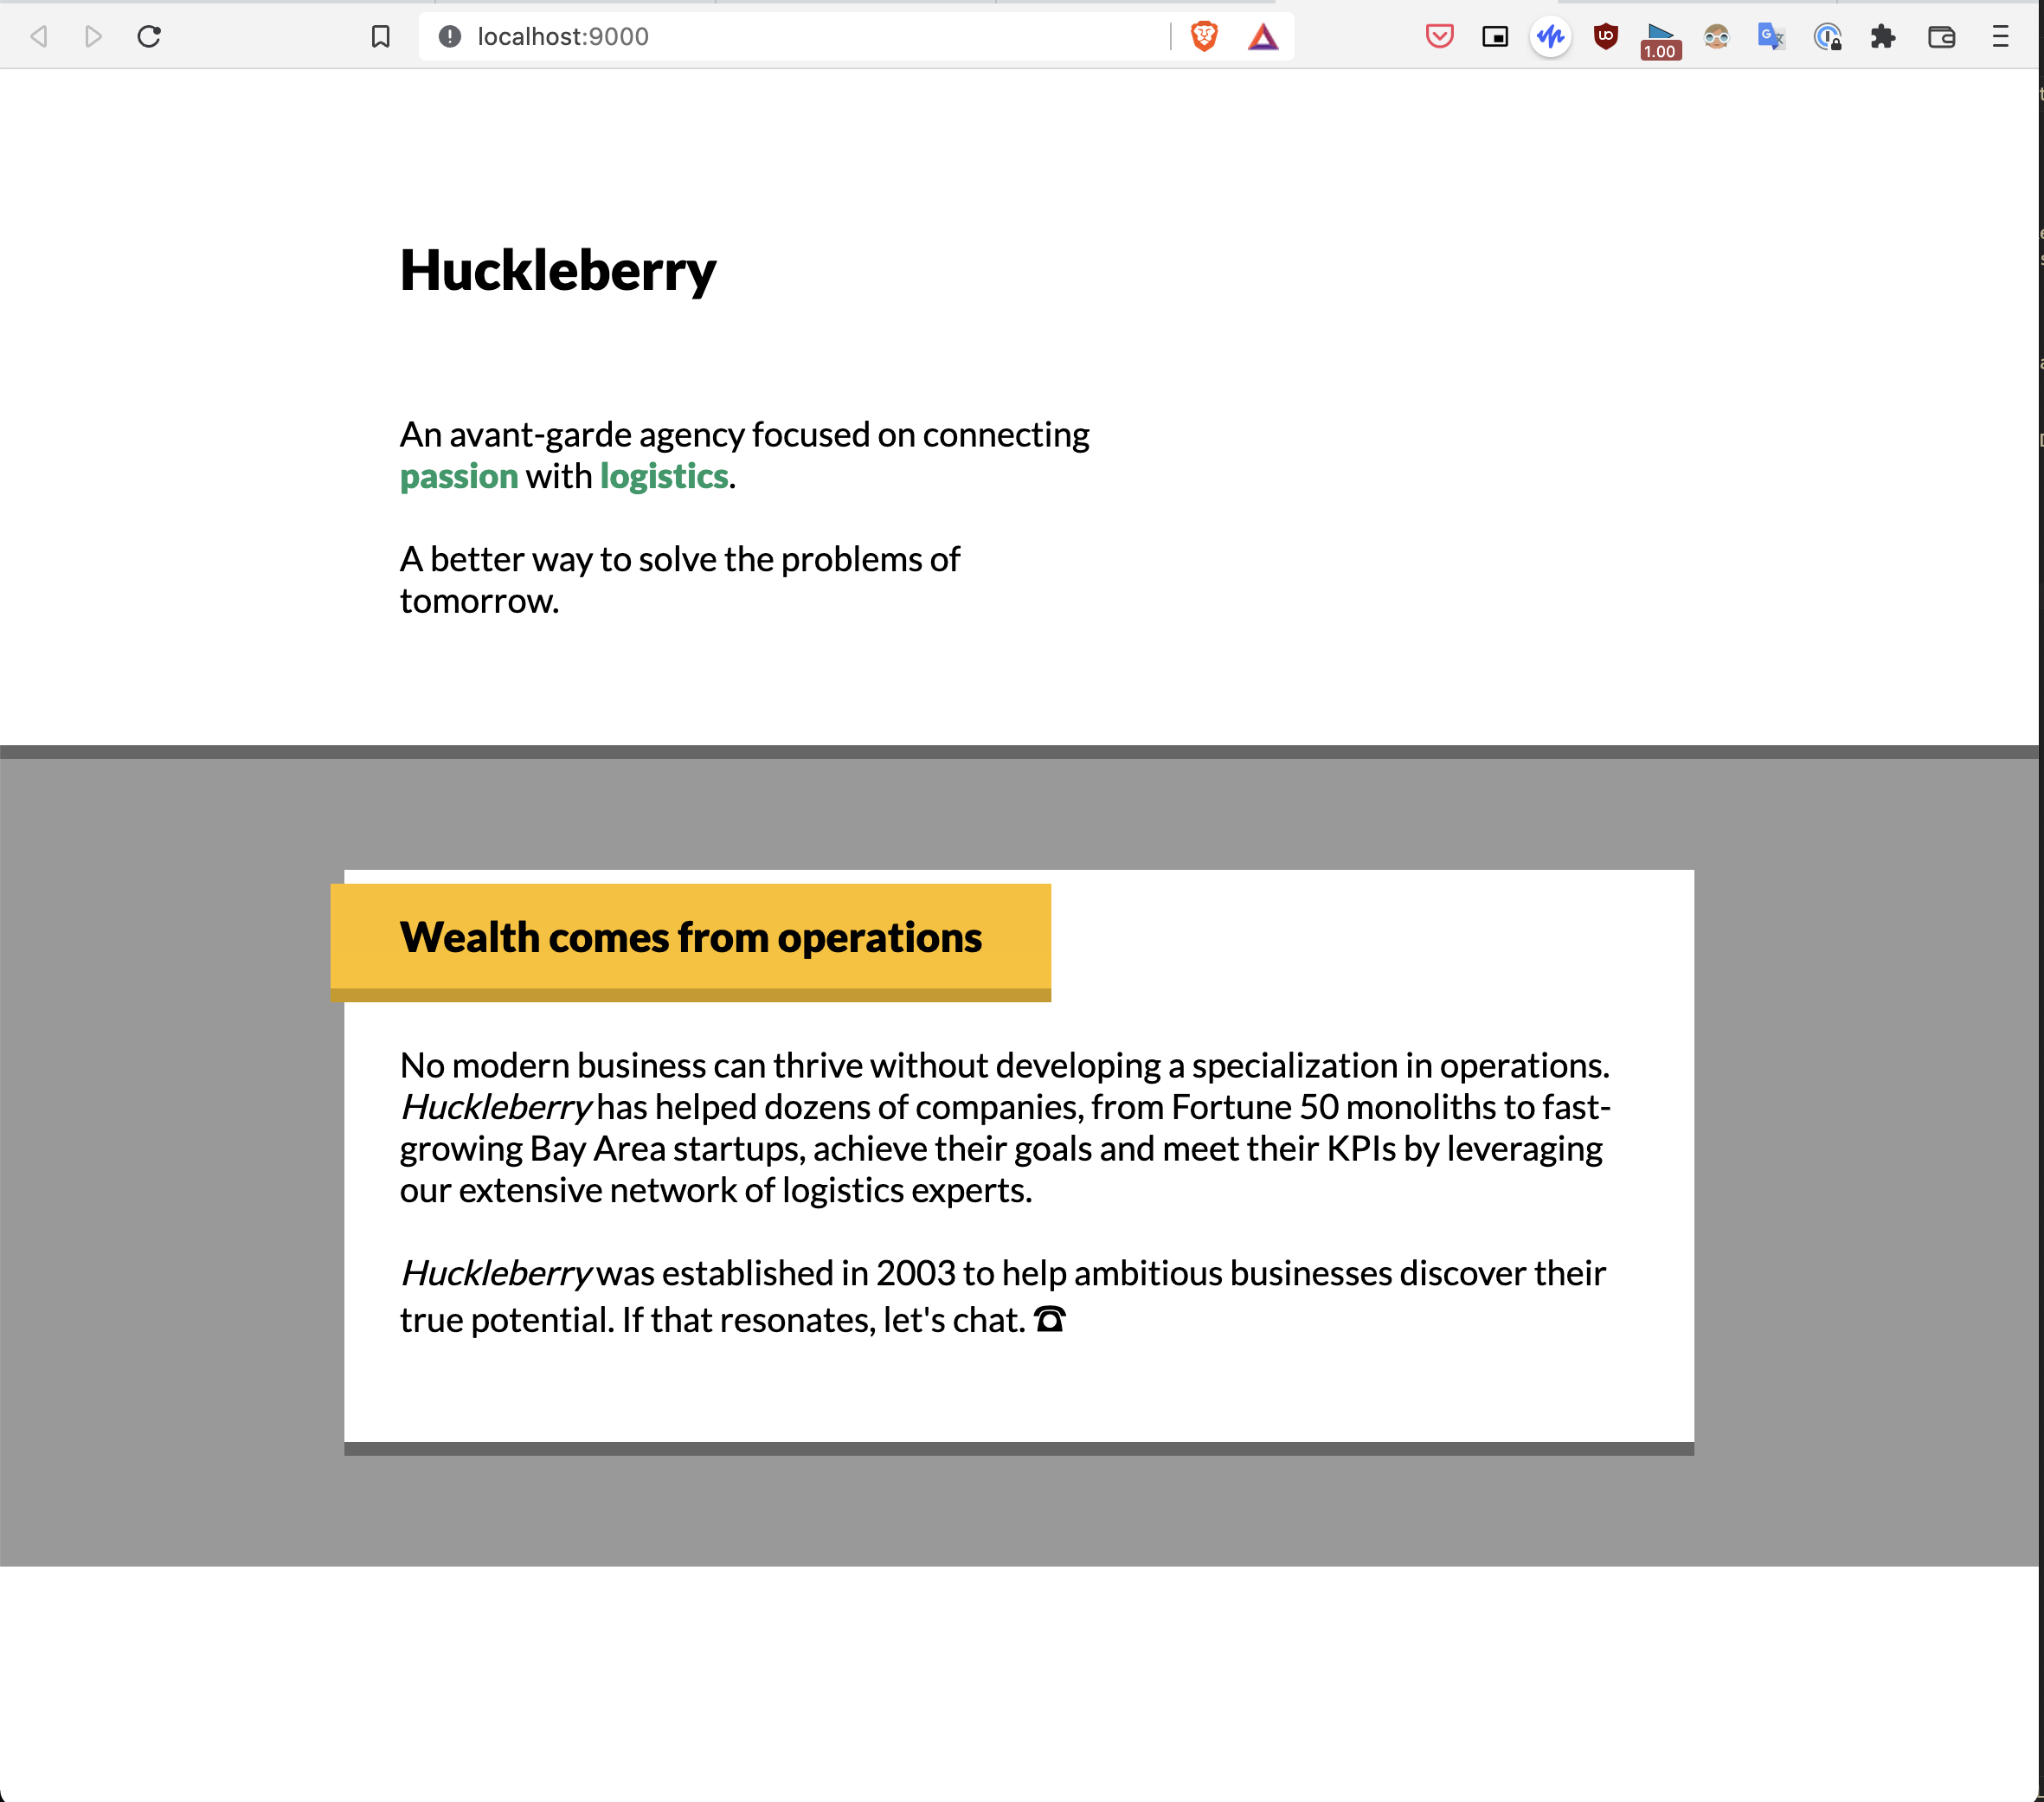 localhost:9000
1.00
Huckleberry
An avant-garde agency focused on connecting
passion with logistics.
A better way to solve the problems of
tomorrow.
Wealth comes from operations
No modern business can thrive without developing a specialization in operations.
Huckleberry has helped dozens of companies, from Fortune 50 monoliths to fast-
growing Bay Area startups, achieve their goals and meet their KPIs by leveraging
our extensive network of logistics experts.
Huckleberry was established in 2003 to help ambitious businesses discover their
true potential. If that resonates, let's chat. ☎